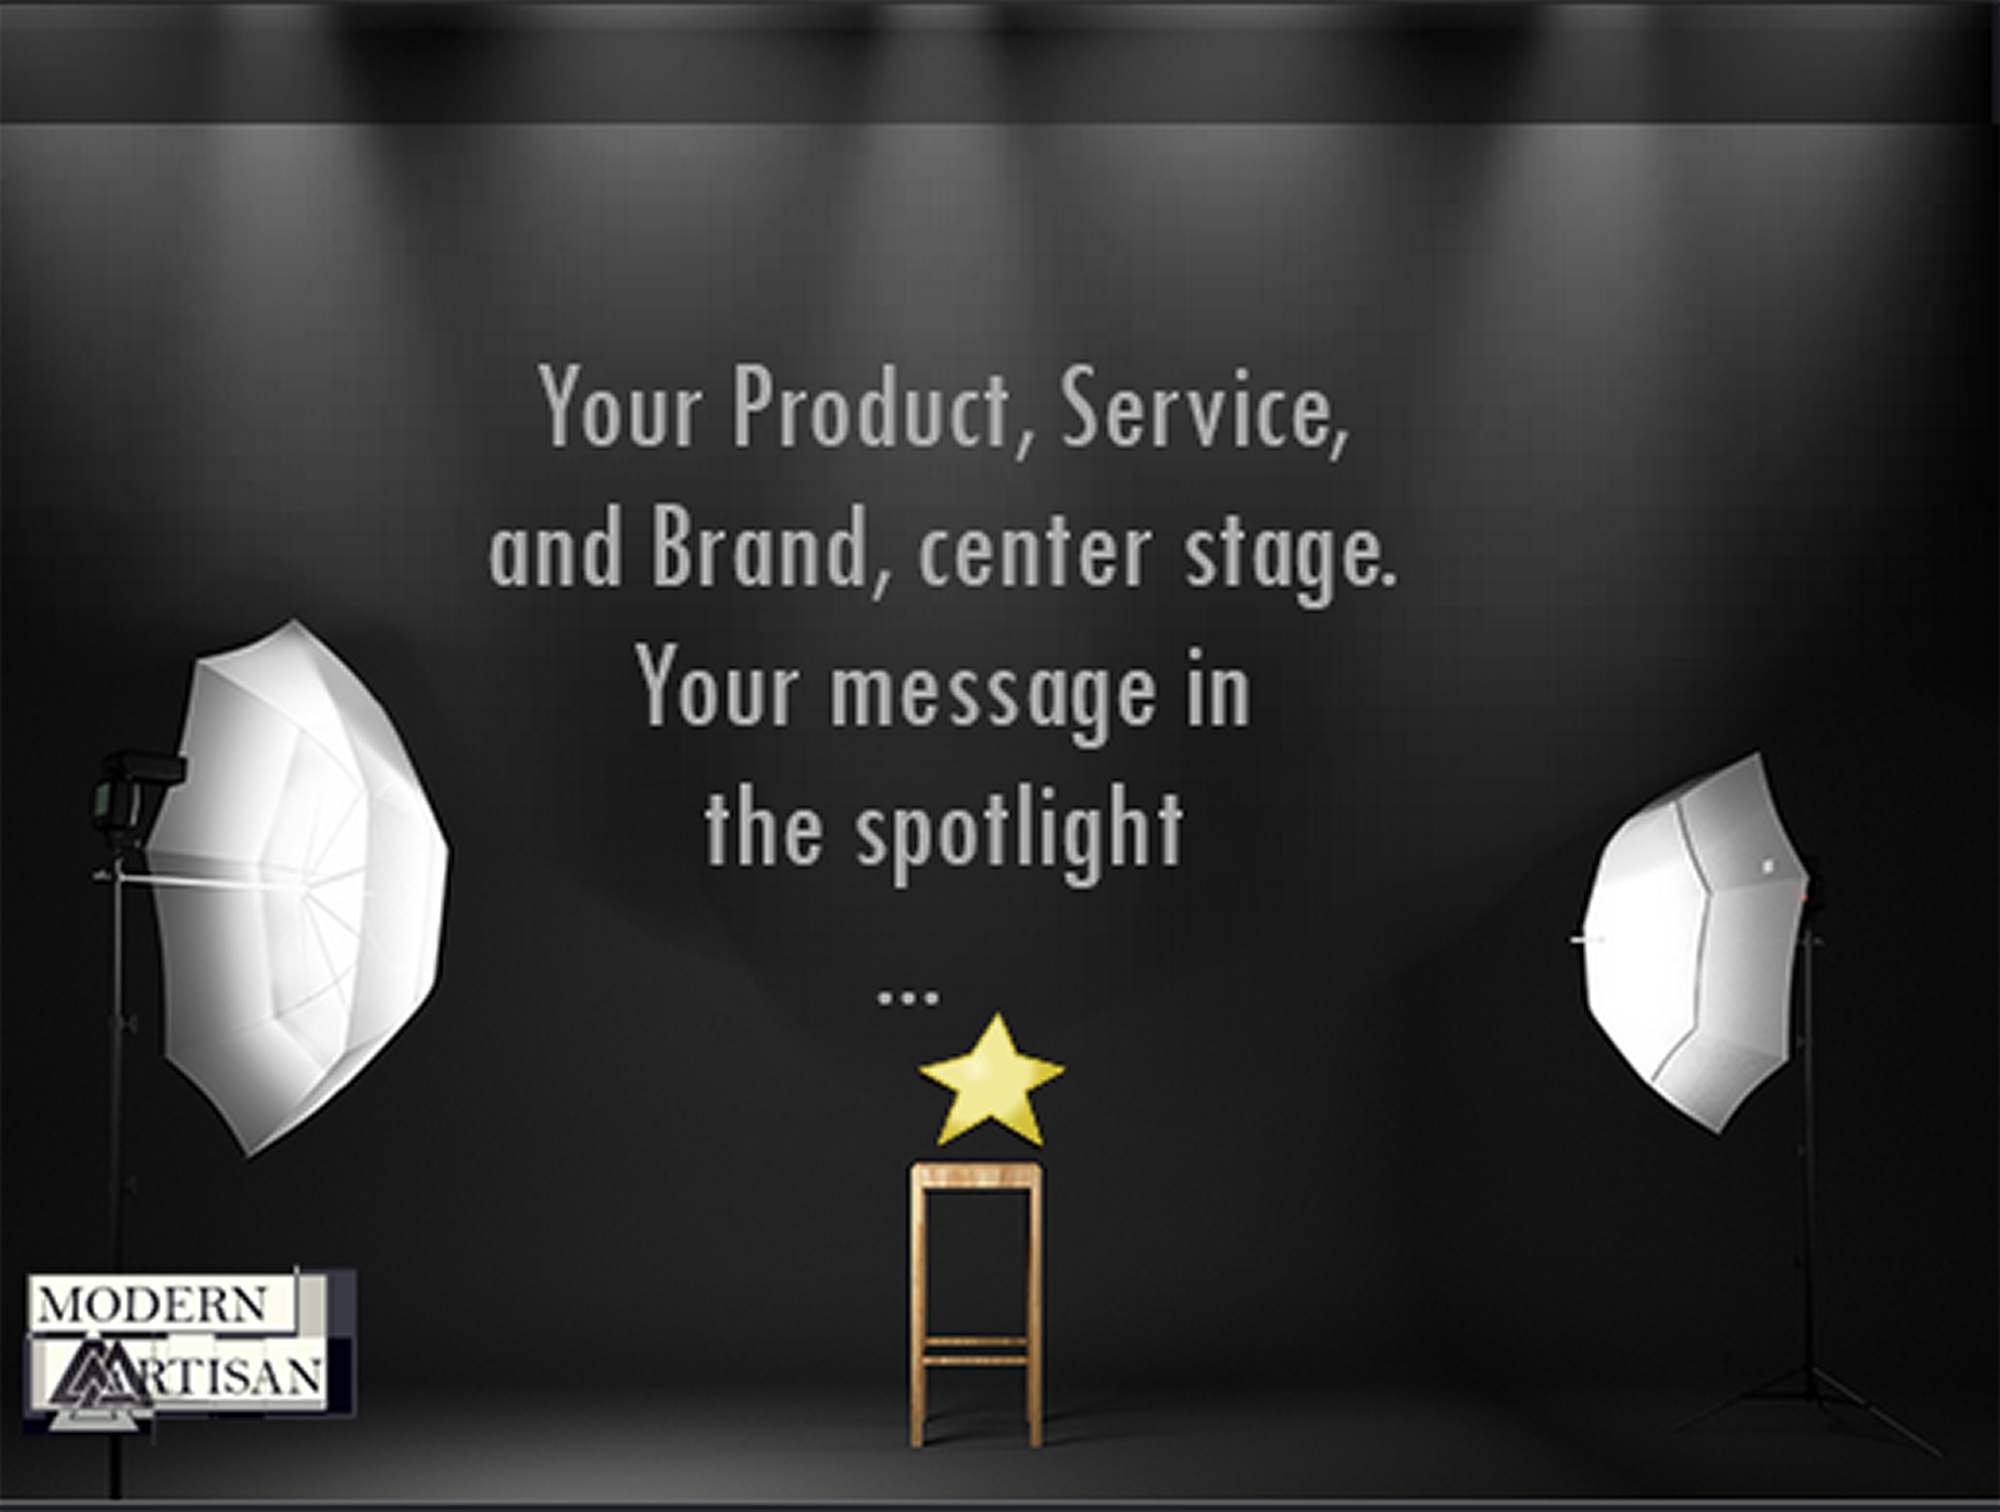 Your Product, Service,
and Brand, center stage.
Your message in
the spotlight
...
MODERN
ARTISAN